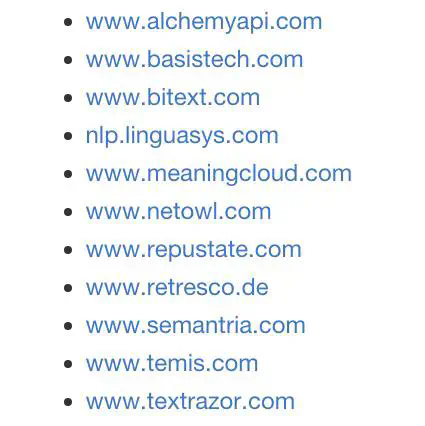 www.alchemyapi.com
www.basistech.com
www.bitext.com
nlp.linguasys.com
www.meaningcloud.com
www.netowl.com
www.repustate.com
www.retresco.de
www.semantria.com
www.temis.com
www.textrazor.com